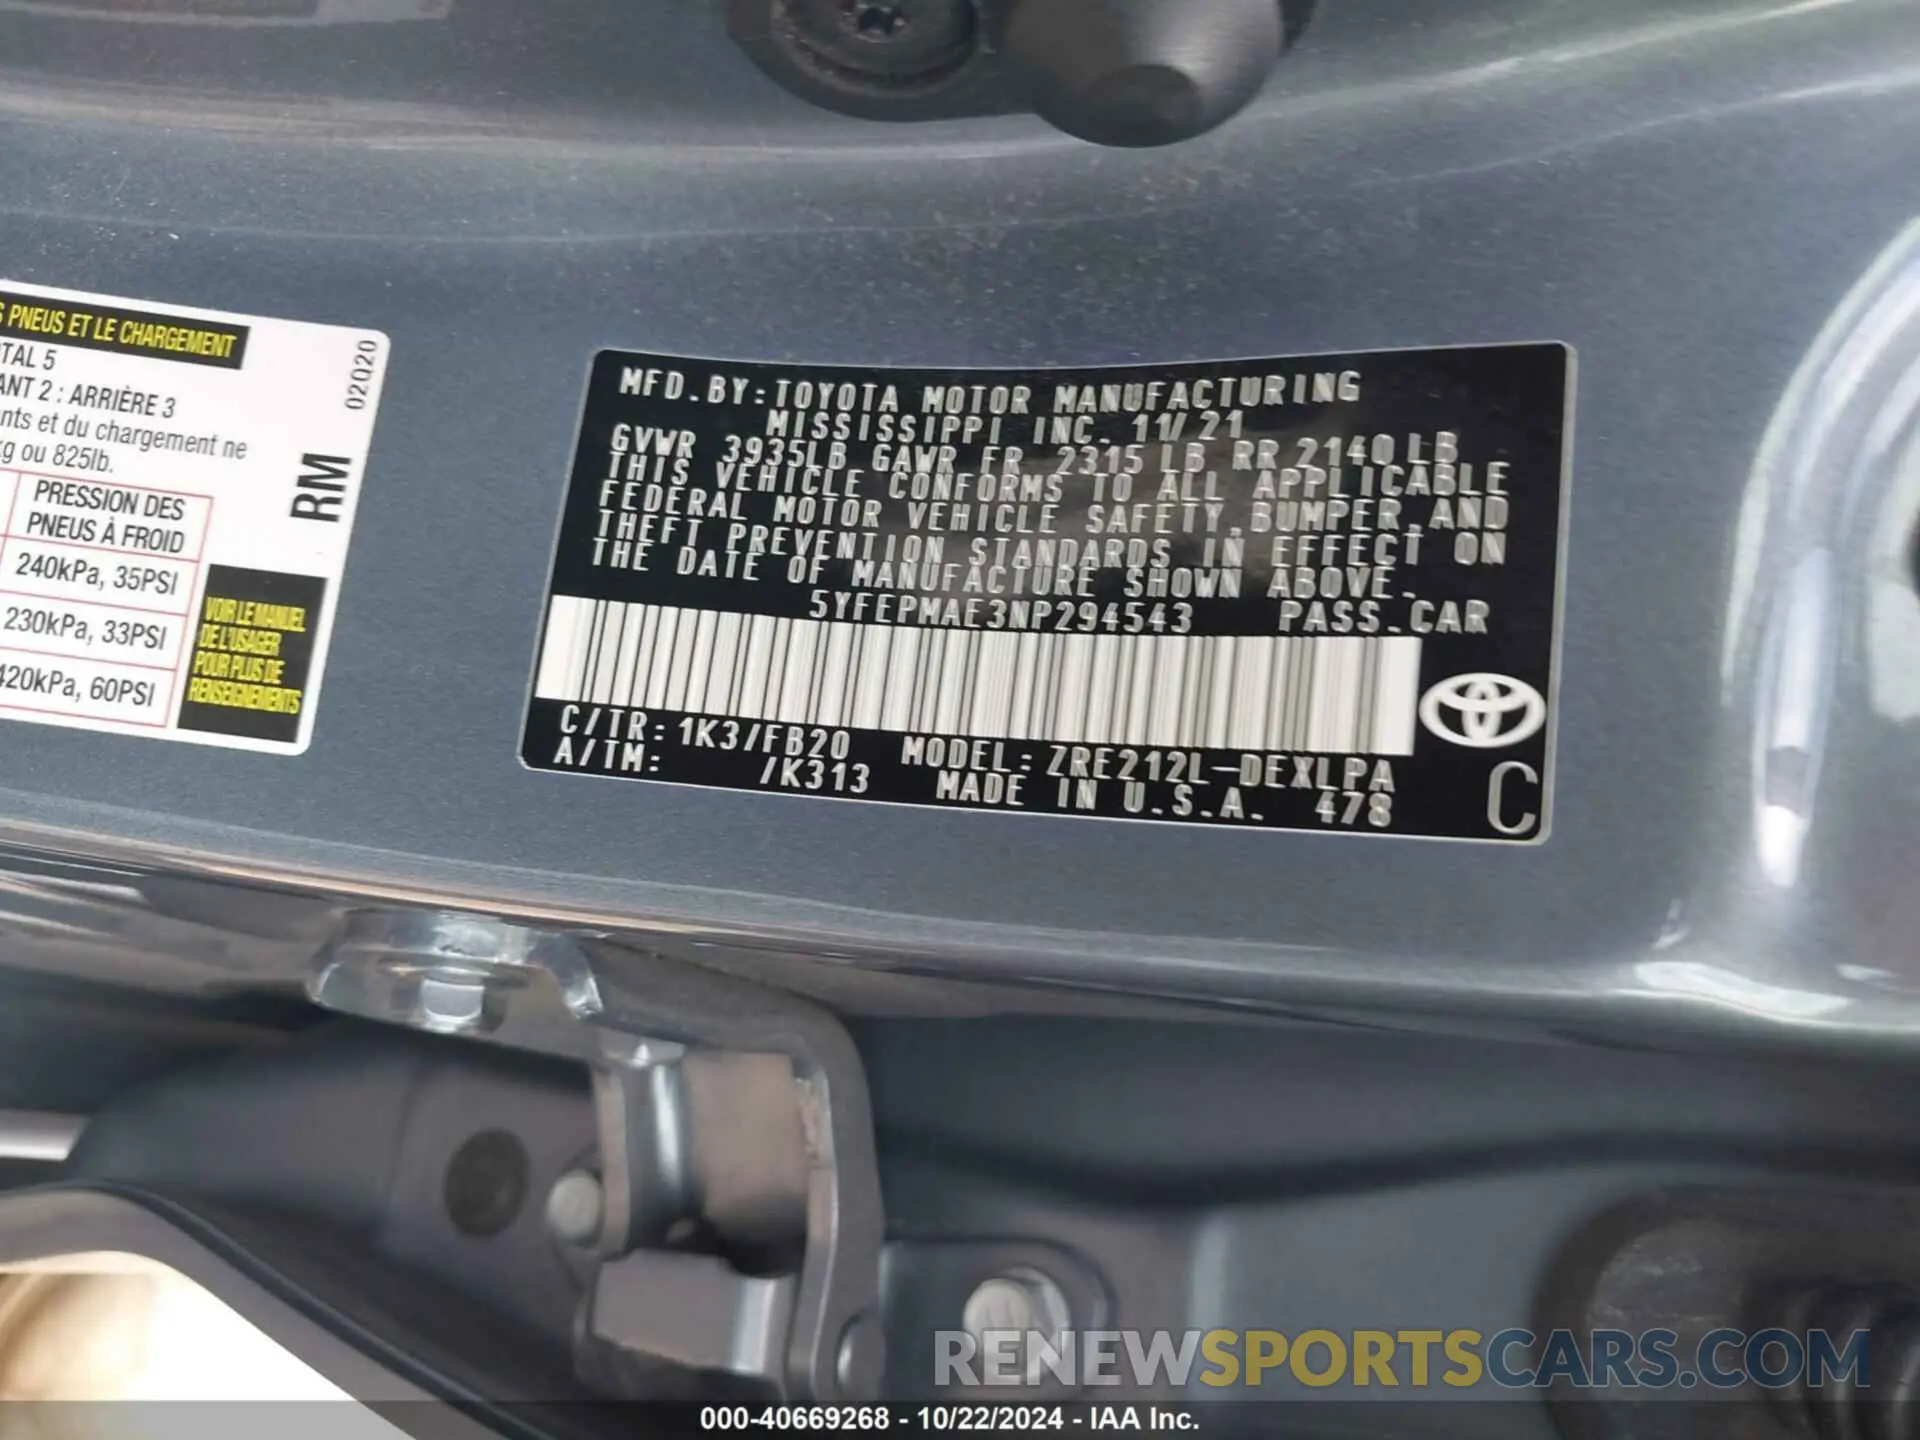 S PNEUS ET LE CHARGEMENT
TAL 5
ANT 2 : ARRIÈRE 3
nts et du chargement ne
kg ou 825lb.
02020
RM
PRESSION DES
PNEUS À FROID
240kPa, 35PSI
230kPa, 33PSI
420kPa, 60PSI
VOIR LE MANUEL
DE L'USAGER
POUR PLUS DE
RENSEIGNEMENTS
MFD.BY:TOYOTA MOTOR MANUFACTURING
MISSISSIPPI INC. 11/21
GVWR 3935LB GAWR FR 2315 LB RR 2140 LB
THIS VEHICLE CONFORMS TO ALL APPLICABLE
FEDERAL MOTOR VEHICLE SAFETY,BUMPER,AND
THEFT PREVENTION STANDARDS IN EFFECT ON
THE DATE OF MANUFACTURE SHOWN ABOVE.
5YFEPMAE3NP294543 PASS.CAR
C/TR:1K3/FB20 MODEL:ZRE212L-DEXLPA
A/TM: /K313 MADE IN U.S.A. 478
C
RENEWSPORTSCARS.COM
000-40669268 - 10/22/2024 - IAA Inc.